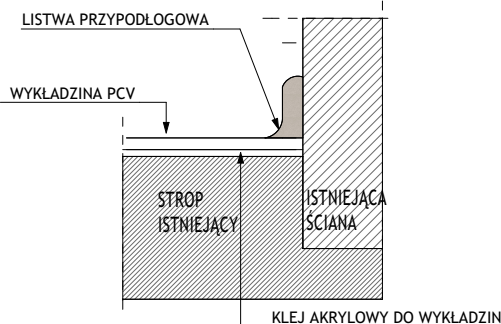 LISTWA PRZYPODŁOGOWA
WYKŁADZINA PCV
STROP
ISTNIEJĄCY
ISTNIEJĄCA
ŚCIANA
KLEJ AKRYLOWY DO WYKŁADZIN